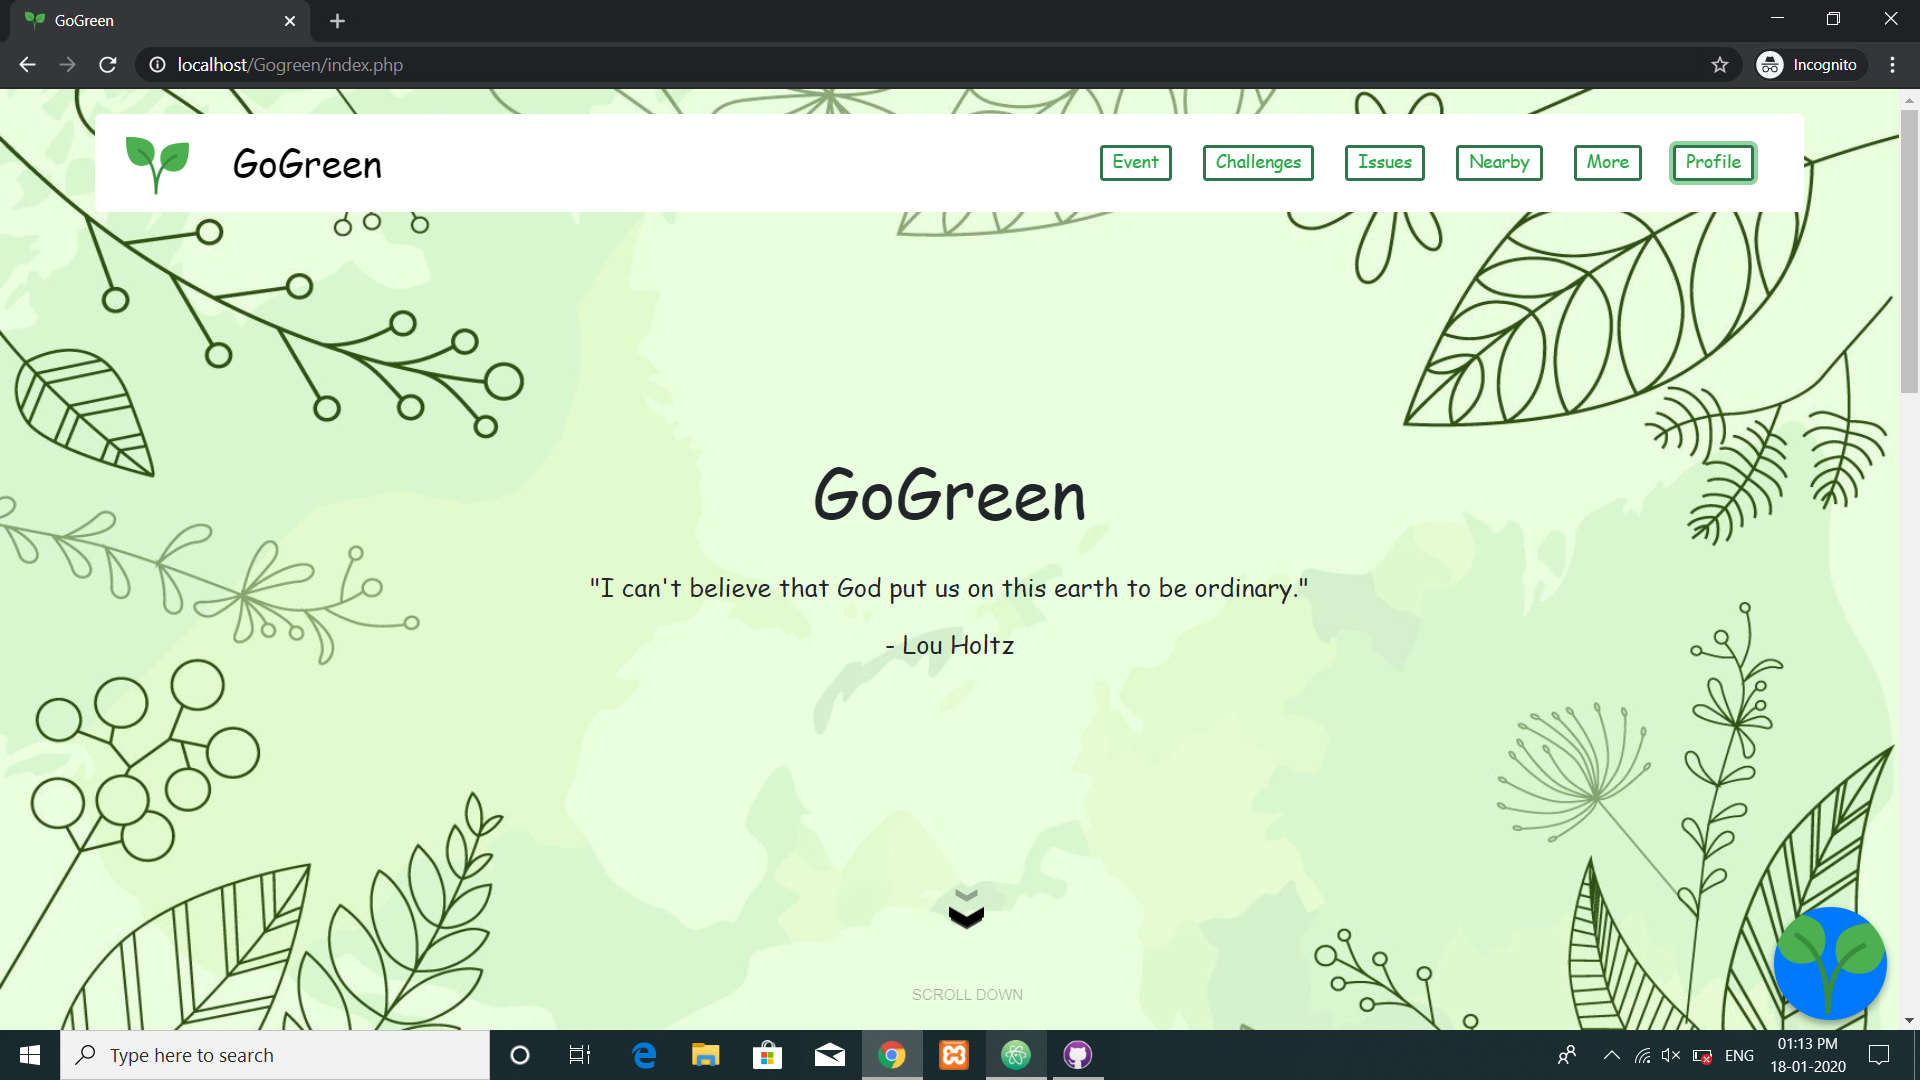 GoGreen
localhost/Gogreen/index.php
Incognito
GoGreen
Event
Challenges
Issues
Nearby
More
Profile
GoGreen
"I can't believe that God put us on this earth to be ordinary."
- Lou Holtz
SCROLL DOWN
Type here to search
ENG
01:13 PM
18-01-2020